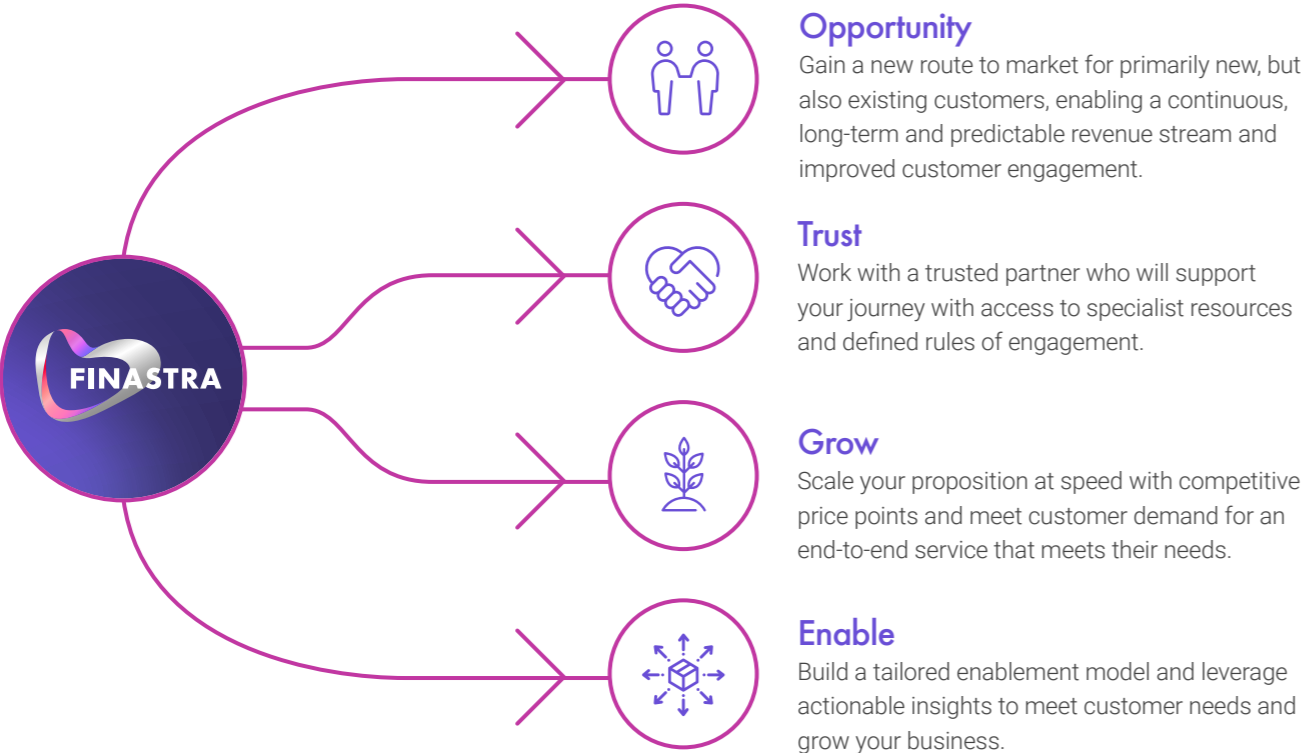 FINASTRA
Opportunity
Gain a new route to market for primarily new, but
also existing customers, enabling a continuous,
long-term and predictable revenue stream and
improved customer engagement.
Trust
Work with a trusted partner who will support
your journey with access to specialist resources
and defined rules of engagement.
Grow
Scale your proposition at speed with competitive
price points and meet customer demand for an
end-to-end service that meets their needs.
Enable
Build a tailored enablement model and leverage
actionable insights to meet customer needs and
grow your business.